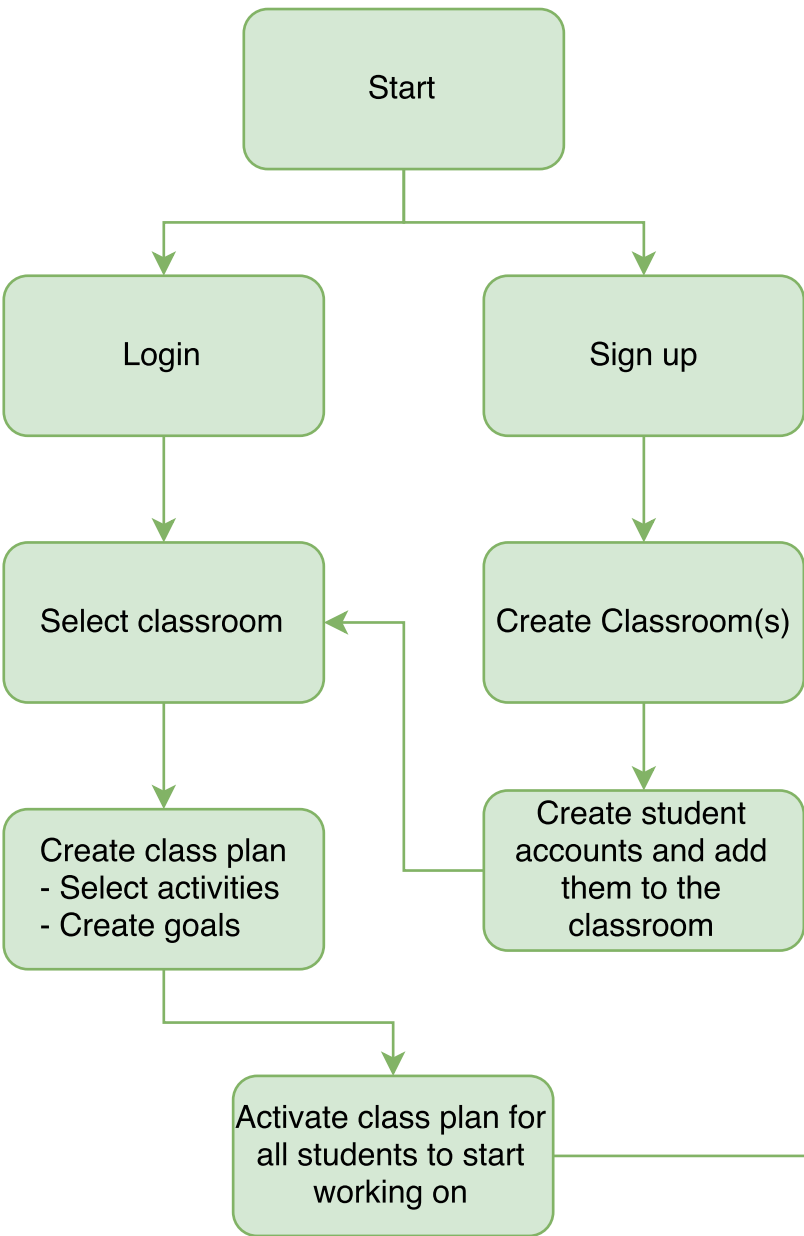 Start
Login
Sign up
Select classroom
Create Classroom(s)
Create class plan
- Select activities
- Create goals
Create student
accounts and add
them to the
classroom
Activate class plan for
all students to start
working on